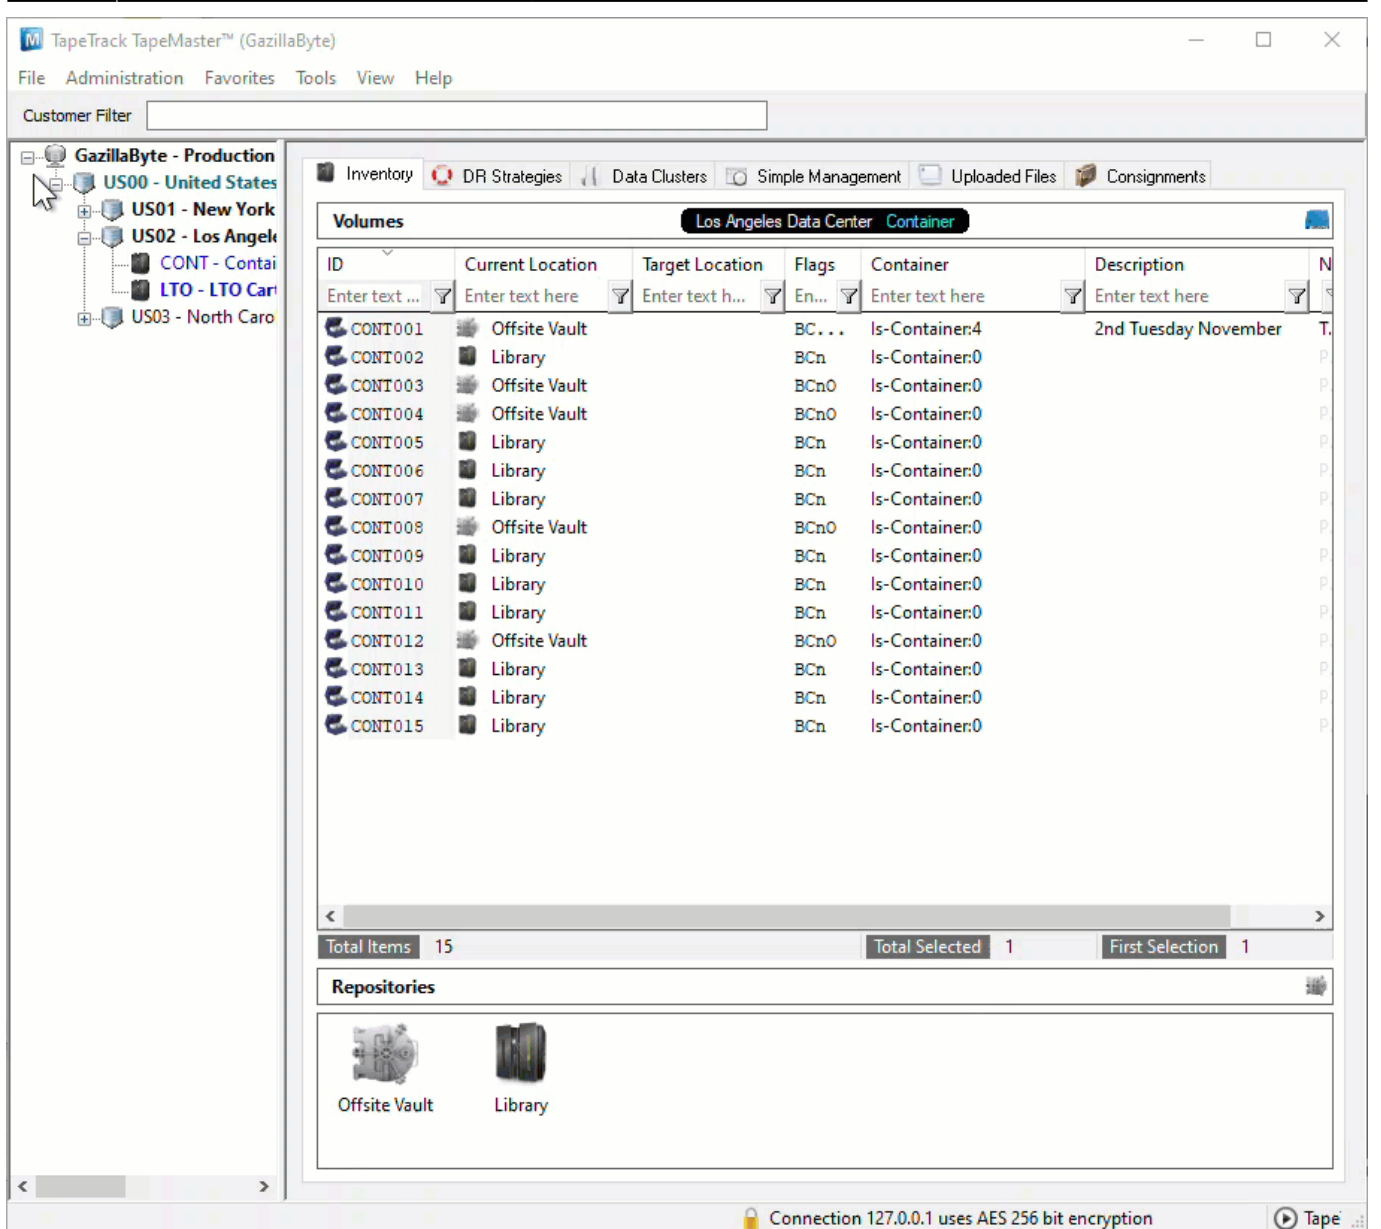 TapeTrack TapeMaster™ (GazillaByte)
File Administration Favorites Tools View Help
Customer Filter
GazillaByte - Production
US00 - United States
US01 - New York
US02 - Los Angele
CONT - Contai
LTO - LTO Cart
US03 - North Caro
Inventory DR Strategies Data Clusters Simple Management Uploaded Files Consignments
Volumes Los Angeles Data Center Container
ID Current Location Target Location Flags Container Description N
Enter text ... Enter text here Enter text h... En... Enter text here Enter text here
CONT001 Offsite Vault BC... Is-Container:4 2nd Tuesday November T.
CONT002 Library BCn Is-Container:0 P.
CONT003 Offsite Vault BCnO Is-Container:0 P.
CONT004 Offsite Vault BCnO Is-Container:0 P.
CONT005 Library BCn Is-Container:0 P.
CONT006 Library BCn Is-Container:0 P.
CONT007 Library BCn Is-Container:0 P.
CONT008 Offsite Vault BCnO Is-Container:0 P.
CONT009 Library BCn Is-Container:0 P.
CONT010 Library BCn Is-Container:0 P.
CONT011 Library BCn Is-Container:0 P.
CONT012 Offsite Vault BCnO Is-Container:0 P.
CONT013 Library BCn Is-Container:0 P.
CONT014 Library BCn Is-Container:0 P.
CONT015 Library BCn Is-Container:0 P.
Total Items 15 Total Selected 1 First Selection 1
Repositories
Offsite Vault Library
Connection 127.0.0.1 uses AES 256 bit encryption Tape